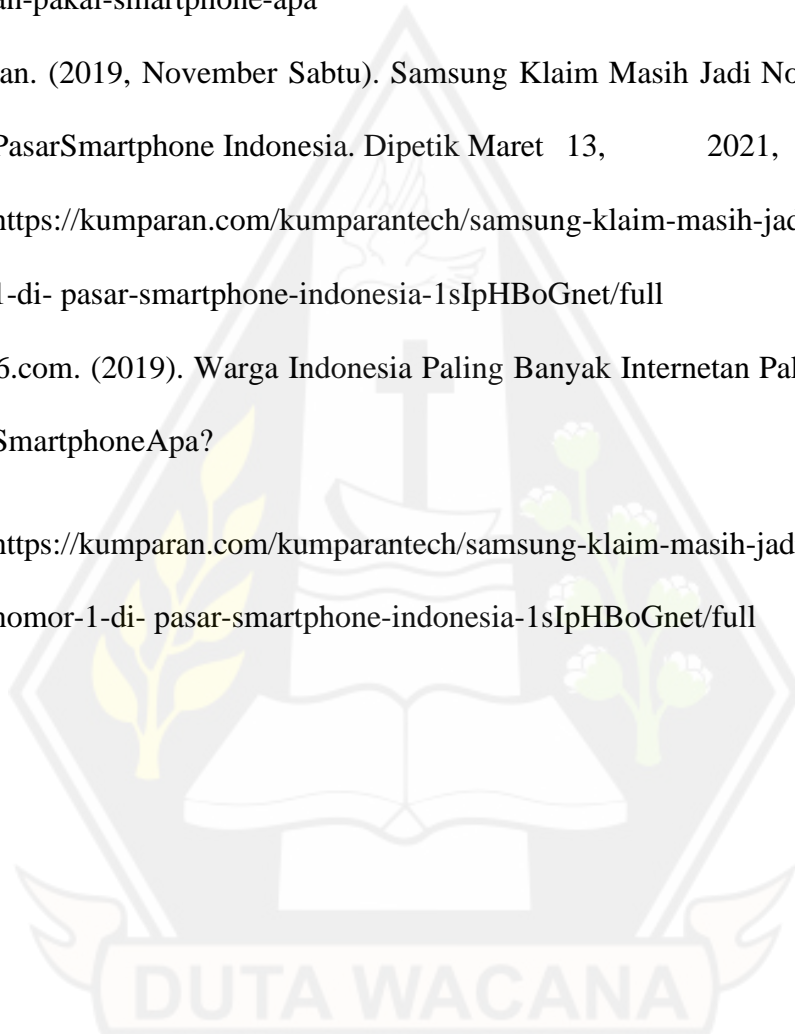 an-pakai-smartphone-apa
an. (2019, November Sabtu). Samsung Klaim Masih Jadi No
PasarSmartphone Indonesia. Dipetik Maret 13, 2021,
https://kumparan.com/kumparantech/samsung-klaim-masih-jad
1-di- pasar-smartphone-indonesia-1sIpHBoGnet/full
6.com. (2019). Warga Indonesia Paling Banyak Internetan Pak
SmartphoneApa?
https://kumparan.com/kumparantech/samsung-klaim-masih-jad
nomor-1-di- pasar-smartphone-indonesia-1sIpHBoGnet/full
DUTA WACANA